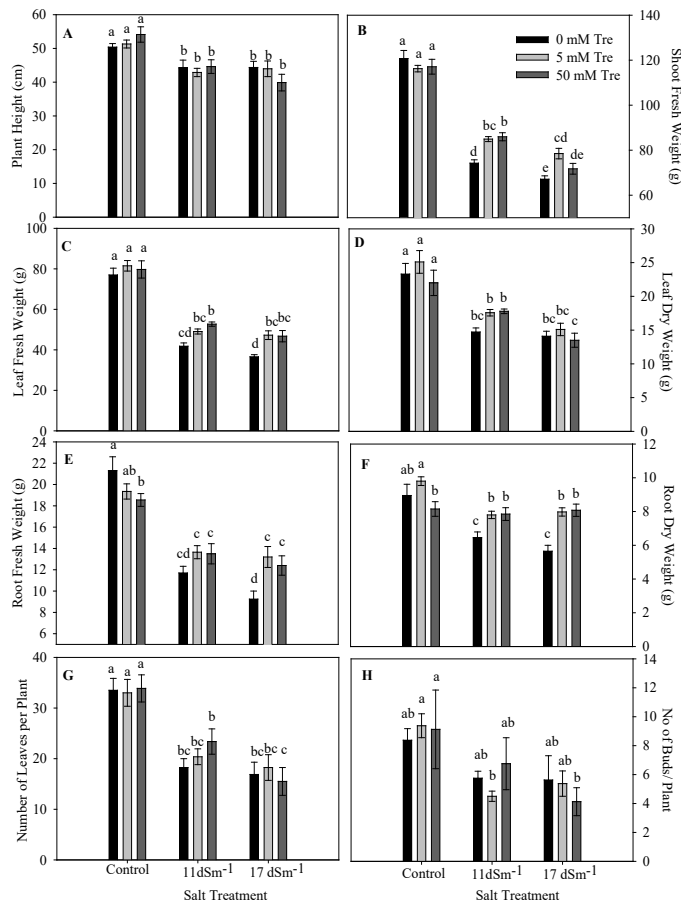 A
Plant Height (cm)
60
50
40
30
20
10
0
a a a
b b b
b b b
B
0 mM Tre
5 mM Tre
50 mM Tre
Shoot Fresh Weight (g)
140
120
100
80
60
a a a
d bc b
e cd de
C
Leaf Fresh Weight (g)
100
80
60
40
20
0
a a a
cd bc b
d bc bc
D
Leaf Dry Weight (g)
30
25
20
15
10
5
0
a a a
bc b b
bc bc c
E
Root Fresh Weight (g)
24
22
20
18
16
14
12
10
8
6
a ab b
cd c c
d c c
F
Root Dry Weight (g)
12
10
8
6
4
2
0
ab a b
c b b
c b b
G
Number of Leaves per Plant
40
30
20
10
0
a a a
bc bc b
bc bc c
Control 11dSm-1 17 dSm-1
Salt Treatment
H
No of Buds/ Plant
14
12
10
8
6
4
2
0
ab a a
ab b ab
ab ab b
Control 11dSm-1 17 dSm-1
Salt Treatment